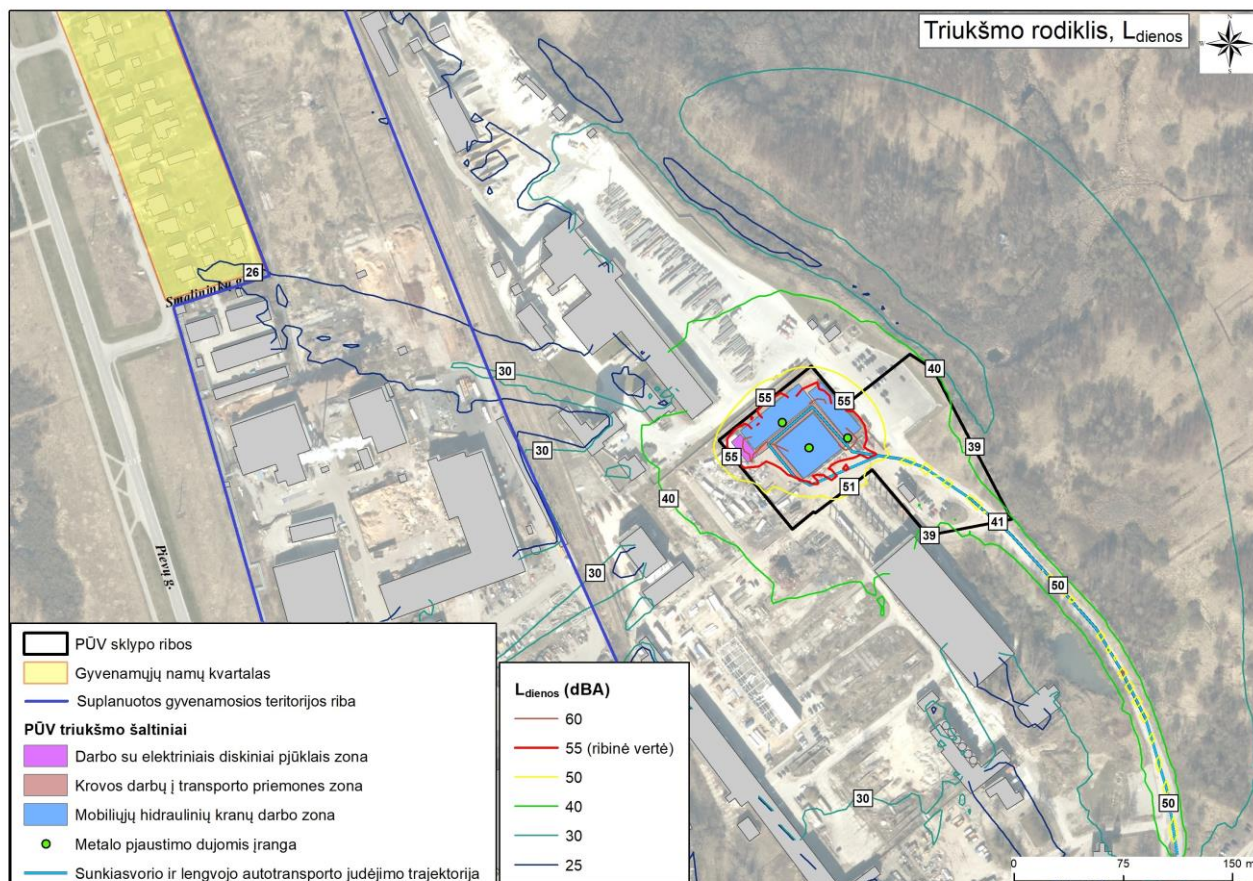 Triukšmo rodiklis, Ldienos
26
Smalininkų g.
30
30
30
40
55
55
55
51
40
39
41
39
50
50
30
Pievų g.
PŪV sklypo ribos
Gyvenamųjų namų kvartalas
Suplanuotos gyvenamosios teritorijos riba
PŪV triukšmo šaltiniai
Darbo su elektriniais diskiniai pjūklais zona
Krovos darbų į transporto priemones zona
Mobiliųjų hidraulinių kranų darbo zona
Metalo pjaustimo dujomis įranga
Sunkiasvorio ir lengvojo autotransporto judėjimo trajektorija
Ldienos (dBA)
60
55 (ribinė vertė)
50
40
30
25
0 75 150 m